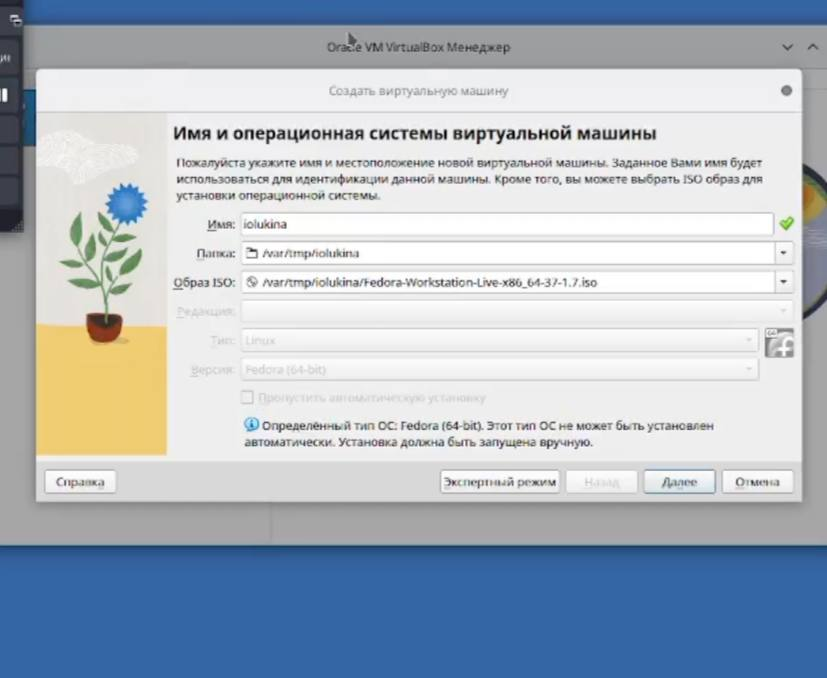 Oracle VM VirtualBox Менеджер
Создать виртуальную машину
Имя и операционная системы виртуальной машины
Пожалуйста укажите имя и местоположение новой виртуальной машины. Заданное Вами имя будет
использоваться для идентификации данной машины. Кроме того, вы можете выбрать ISO образ для
установки операционной системы.
Имя: iolukina
Папка: /var/tmp/iolukina
Образ ISO: /var/tmp/iolukina/Fedora-Workstation-Live-x86_64-37-1.7.iso
Редакция:
Тип: Linux
64
Версия: Fedora (64-bit)
Пропустить автоматическую установку
Определённый тип ОС: Fedora (64-bit). Этот тип ОС не может быть установлен
автоматически. Установка должна быть запущена вручную.
Справка Экспертный режим Назад Далее Отмена